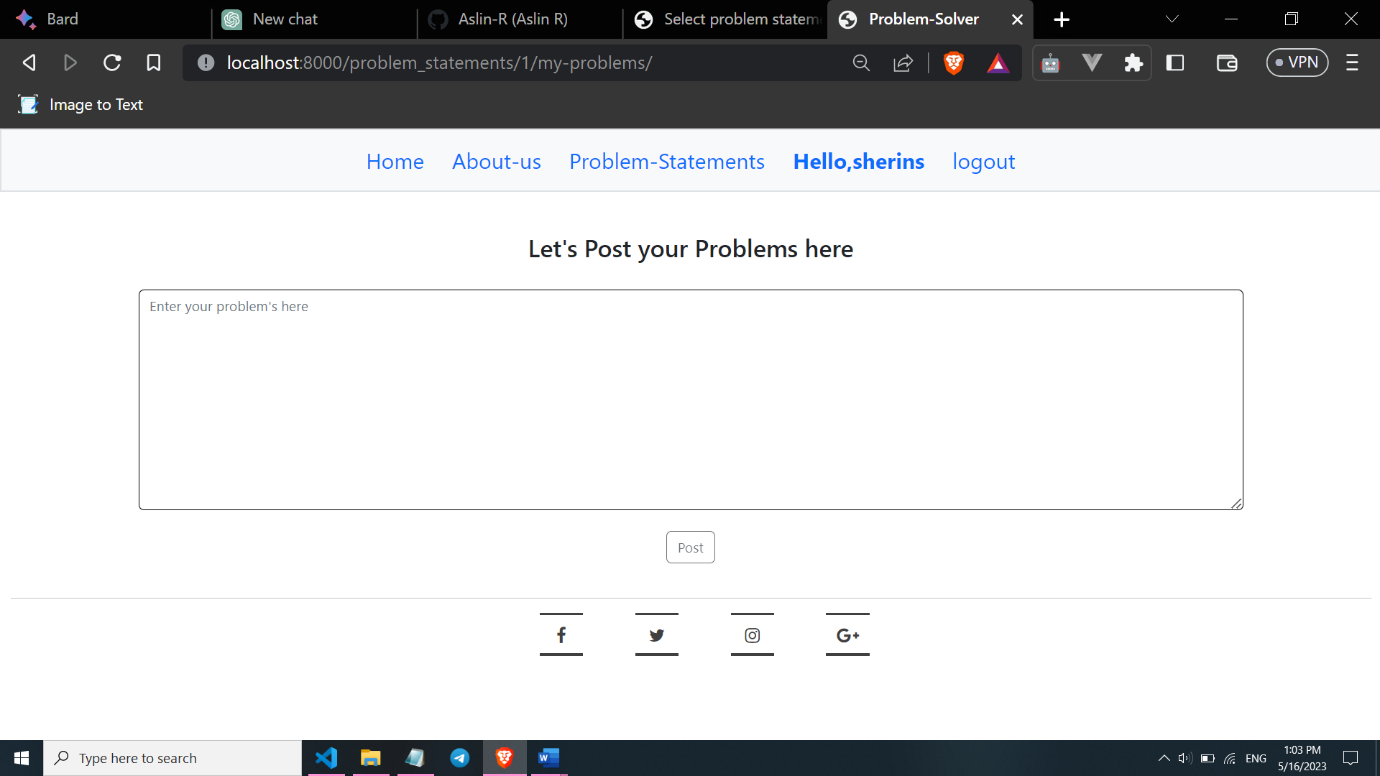 Bard
New chat
Aslin-R (Aslin R)
Select problem statem
Problem-Solver
localhost:8000/problem_statements/1/my-problems/
VPN
Image to Text
Home
About-us
Problem-Statements
Hello,sherins
logout
Let's Post your Problems here
Enter your problem's here
Post
Type here to search
ENG
1:03 PM
5/16/2023